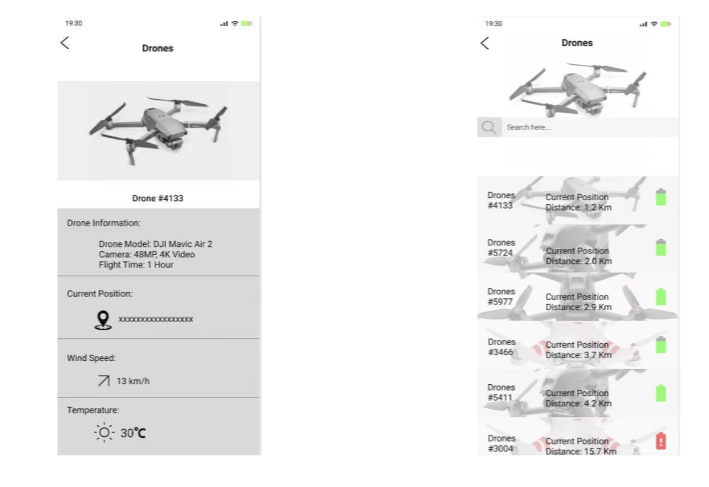 19:30
Drones
Drone #4133
Drone Information:
Drone Model: DJI Mavic Air 2
Camera: 48MP, 4K Video
Flight Time: 1 Hour
Current Position:
xxxxxxxxxxxxxxxxx
Wind Speed:
13 km/h
Temperature:
30°C
19:30
Drones
Search here...
Drones #4133
Current Position
Distance: 1.2 Km
Drones #5724
Current Position
Distance: 2.0 Km
Drones #5977
Current Position
Distance: 2.9 Km
Drones #3466
Current Position
Distance: 3.7 Km
Drones #5411
Current Position
Distance: 4.2 Km
Drones #3004
Current Position
Distance: 15.7 Km